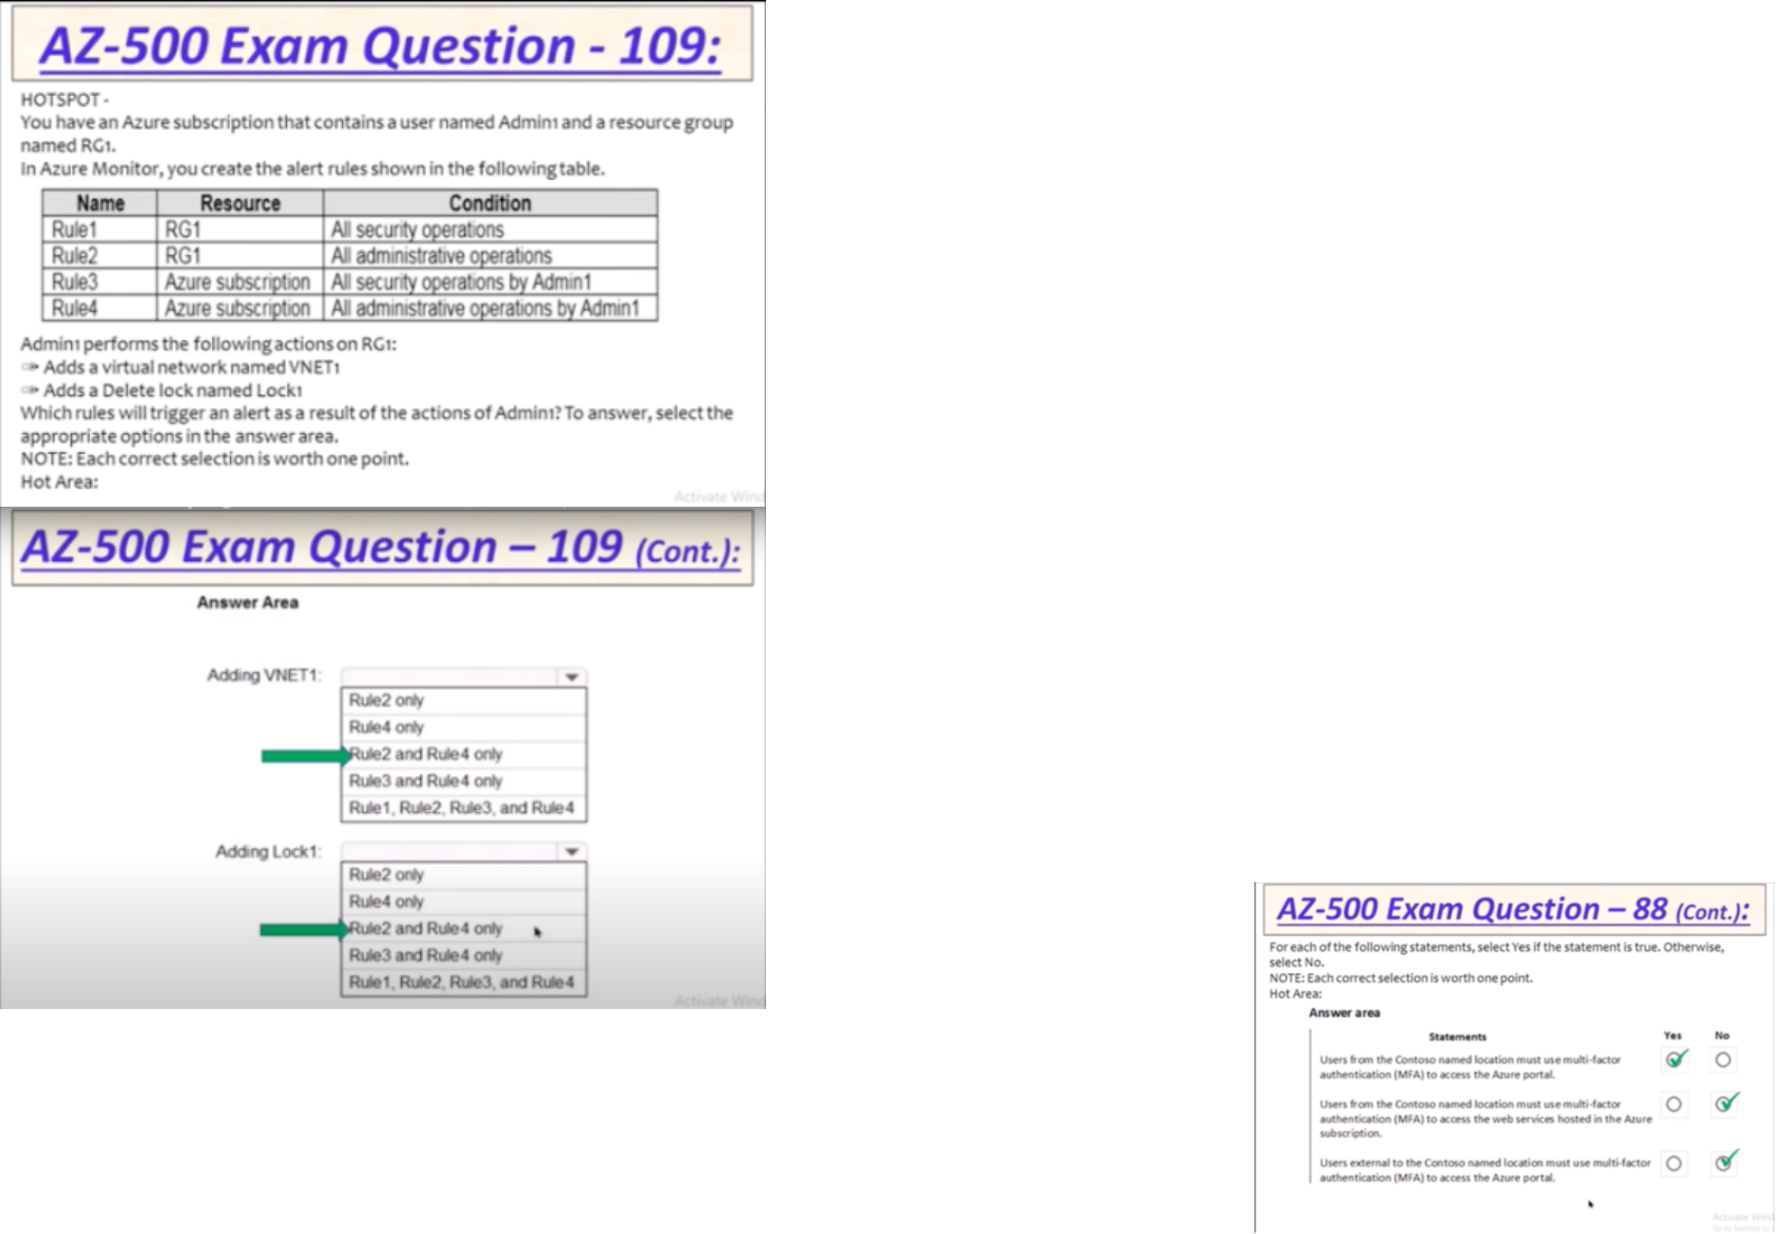 AZ-500 Exam Question - 109:
HOTSPOT -
You have an Azure subscription that contains a user named Admin1 and a resource group
named RG1.
In Azure Monitor, you create the alert rules shown in the following table.
Name Resource Condition
Rule1 RG1 All security operations
Rule2 RG1 All administrative operations
Rule3 Azure subscription All security operations by Admin1
Rule4 Azure subscription All administrative operations by Admin1
Admin1 performs the following actions on RG1:
Adds a virtual network named VNET1
Adds a Delete lock named Lock1
Which rules will trigger an alert as a result of the actions of Admin1? To answer, select the
appropriate options in the answer area.
NOTE: Each correct selection is worth one point.
Hot Area:
Activate Wind
AZ-500 Exam Question – 109 (Cont.):
Answer Area
Adding VNET1:
Rule2 only
Rule4 only
Rule2 and Rule4 only
Rule3 and Rule4 only
Rule1, Rule2, Rule3, and Rule4
Adding Lock1:
Rule2 only
Rule4 only
Rule2 and Rule4 only
Rule3 and Rule4 only
Rule1, Rule2, Rule3, and Rule4
Activate Wind
AZ-500 Exam Question – 88 (Cont.):
For each of the following statements, select Yes if the statement is true. Otherwise,
select No.
NOTE: Each correct selection is worth one point.
Hot Area:
Answer area
Statements Yes No
Users from the Contoso named location must use multi-factor
authentication (MFA) to access the Azure portal.
Users from the Contoso named location must use multi-factor
authentication (MFA) to access the web services hosted in the Azure
subscription.
Users external to the Contoso named location must use multi-factor
authentication (MFA) to access the Azure portal.
Activate Wind